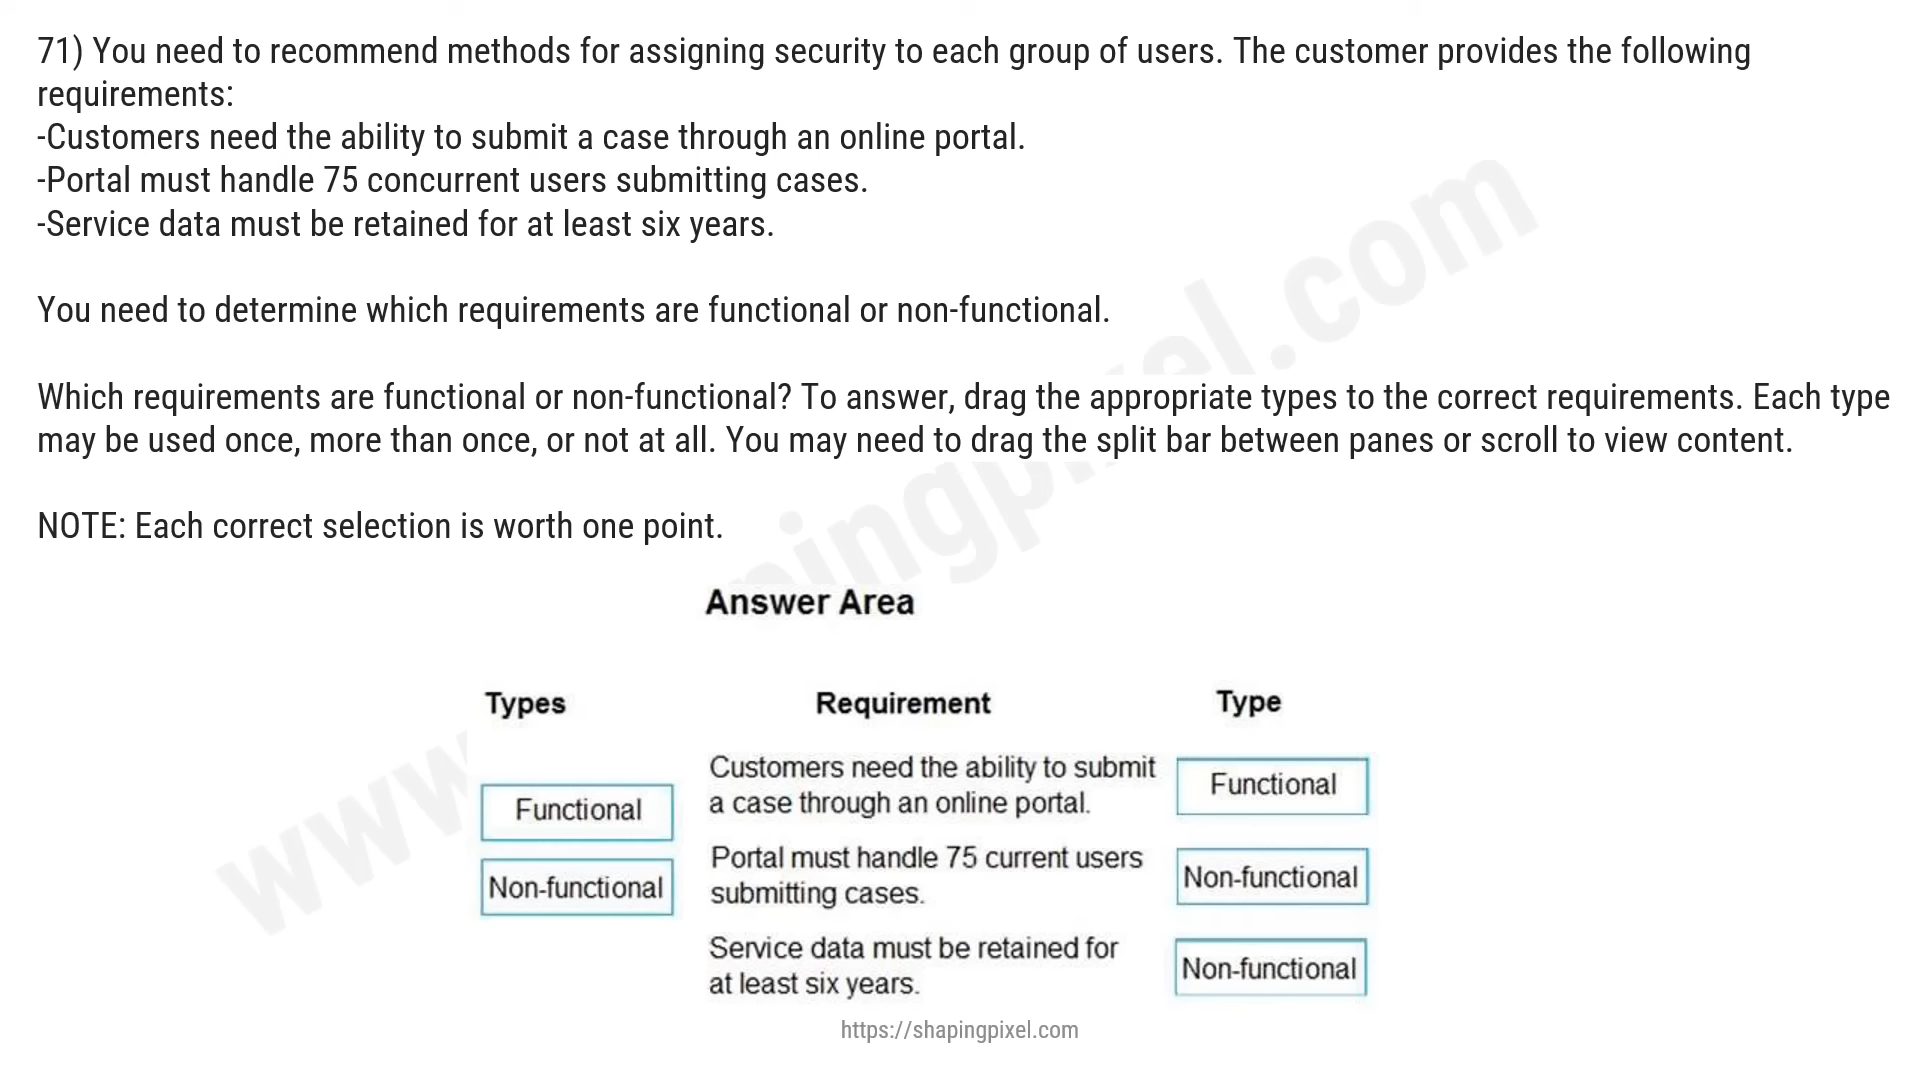 71) You need to recommend methods for assigning security to each group of users. The customer provides the following
requirements:
-Customers need the ability to submit a case through an online portal.
-Portal must handle 75 concurrent users submitting cases.
-Service data must be retained for at least six years.
You need to determine which requirements are functional or non-functional.
Which requirements are functional or non-functional? To answer, drag the appropriate types to the correct requirements. Each type
may be used once, more than once, or not at all. You may need to drag the split bar between panes or scroll to view content.
NOTE: Each correct selection is worth one point.
Answer Area
Types Requirement Type
Customers need the ability to submit
a case through an online portal.
Functional
Functional
Portal must handle 75 current users
submitting cases.
Non-functional
Non-functional
Service data must be retained for
at least six years.
Non-functional
https://shapingpixel.com